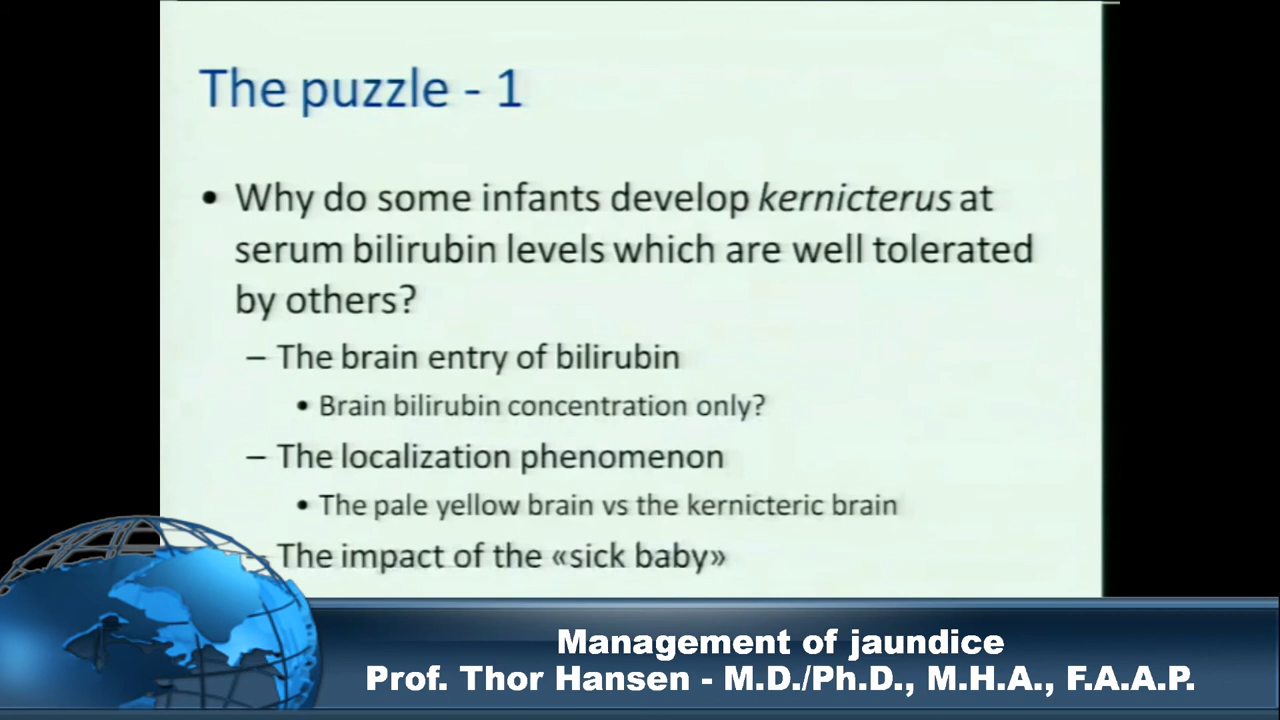 The puzzle - 1
• Why do some infants develop kernicterus at
serum bilirubin levels which are well tolerated
by others?
– The brain entry of bilirubin
• Brain bilirubin concentration only?
– The localization phenomenon
• The pale yellow brain vs the kernicteric brain
– The impact of the «sick baby»
Management of jaundice
Prof. Thor Hansen - M.D./Ph.D., M.H.A., F.A.A.P.